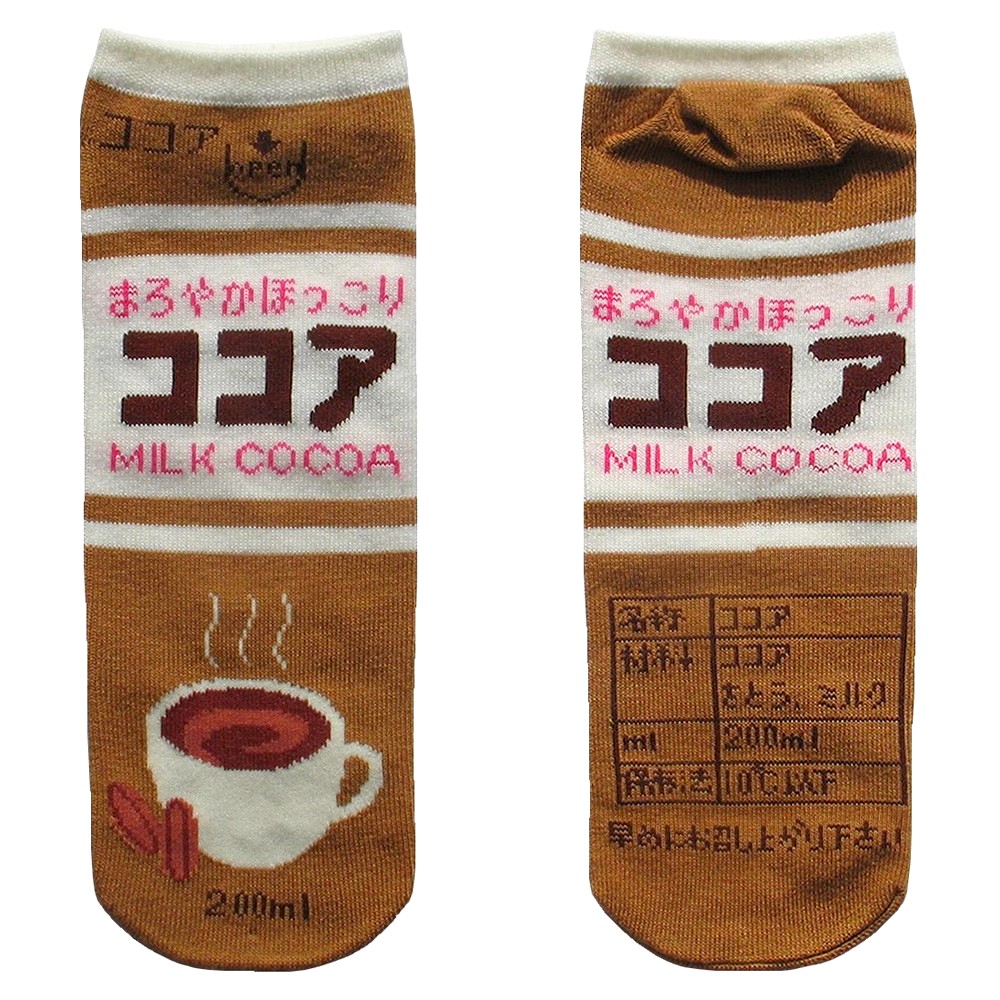 ココア
OPEN
まろやかほっこり
ココア
MILK COCOA
200ml
まろやかほっこり
ココア
MILK COCOA
名称 ココア
材料 ココア
さとう、ミルク
ml 200ml
保存法 10℃以下
早めにお召し上がり下さい